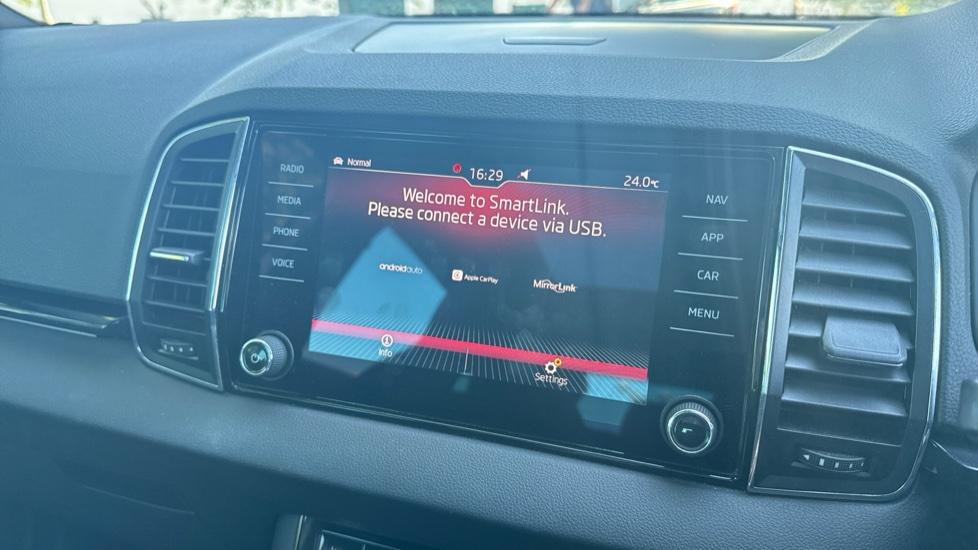 RADIO
MEDIA
PHONE
VOICE
Normal
16:29
24.0°C
Welcome to SmartLink.
Please connect a device via USB.
androidauto
Apple CarPlay
MirrorLink
Info
Settings
NAV
APP
CAR
MENU